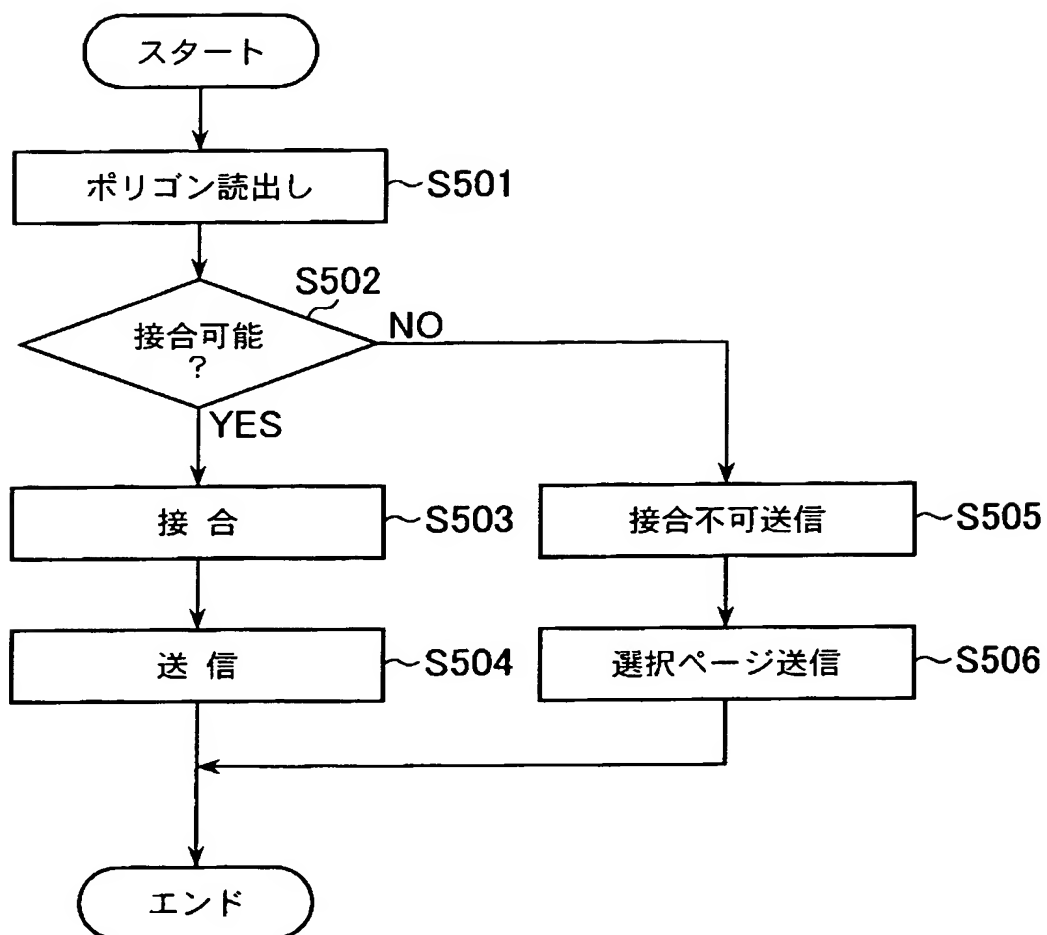 スタート
ポリゴン読出し
S501
S502
接合可能
?
NO
YES
接 合
S503
接合不可送信
S505
送 信
S504
選択ページ送信
S506
エンド